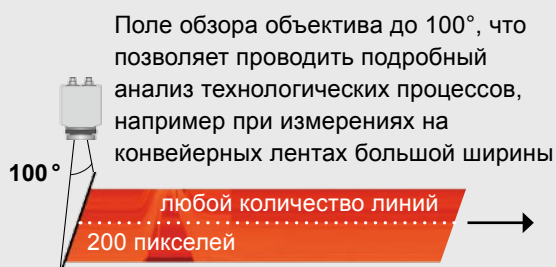 Поле обзора объектива до 100°, что
позволяет проводить подробный
анализ технологических процессов,
например при измерениях на
конвейерных лентах большой ширины
100°
любой количество линий
200 пикселей